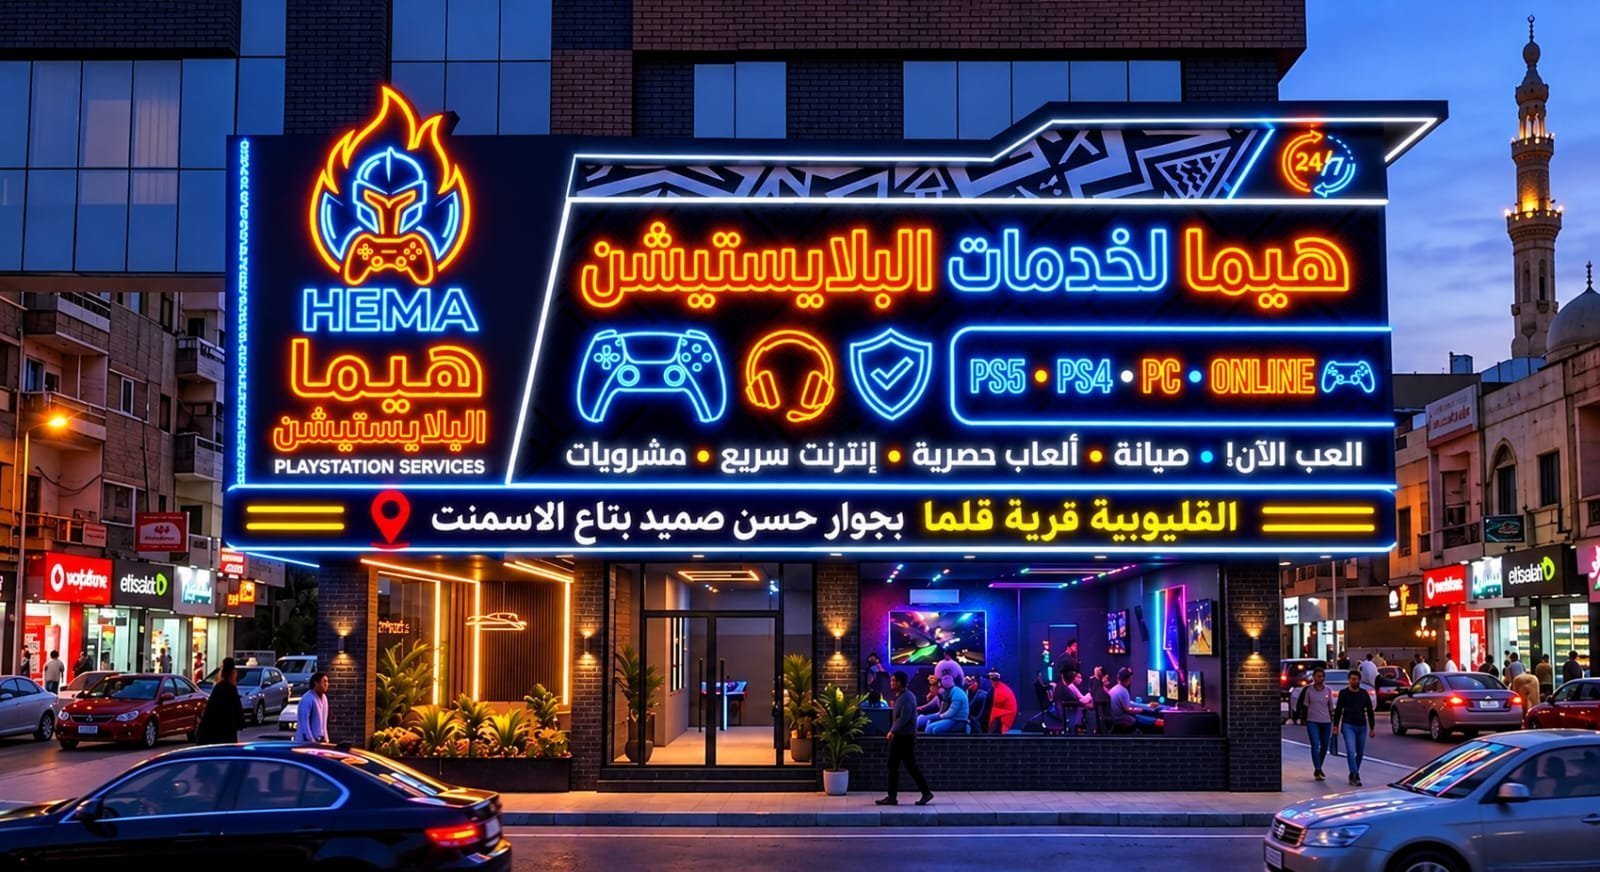 24/7
هيما لخدمات البلايستيشن
HEMA
هيما
البلايستيشن
PLAYSTATION SERVICES
PS5 • PS4 • PC • ONLINE
العب الآن! • صيانة • ألعاب حصرية • إنترنت سريع • مشرويات
القليوبية قرية قلما بجوار حسن صميد بتاع الاسمنت
vodafone
etisalat
etisalat